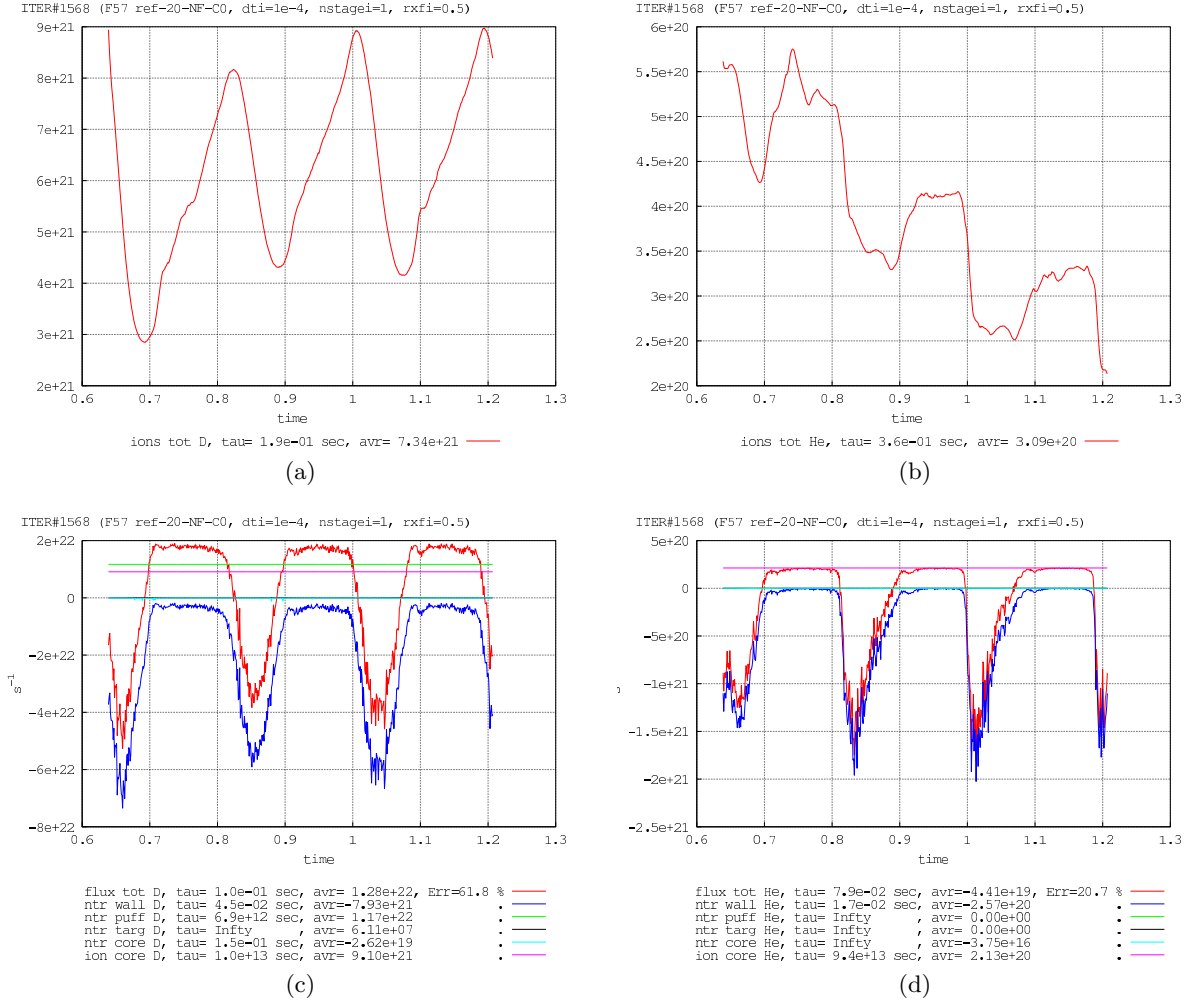 ITER#1568 (F57 ref-20-NF-C0, dti=1e-4, nstagei=1, rxfi=0.5)
9e+21
8e+21
7e+21
6e+21
5e+21
4e+21
3e+21
2e+21
0.6 0.7 0.8 0.9 1 1.1 1.2 1.3
time
ions tot D, tau= 1.9e-01 sec, avr= 7.34e+21
(a)
ITER#1568 (F57 ref-20-NF-C0, dti=1e-4, nstagei=1, rxfi=0.5)
6e+20
5.5e+20
5e+20
4.5e+20
4e+20
3.5e+20
3e+20
2.5e+20
2e+20
0.6 0.7 0.8 0.9 1 1.1 1.2 1.3
time
ions tot He, tau= 3.6e-01 sec, avr= 3.09e+20
(b)
ITER#1568 (F57 ref-20-NF-C0, dti=1e-4, nstagei=1, rxfi=0.5)
2e+22
0
-2e+22
-4e+22
-6e+22
-8e+22
s⁻¹
0.6 0.7 0.8 0.9 1 1.1 1.2 1.3
time
flux tot D, tau= 1.0e-01 sec, avr= 1.28e+22, Err=61.8 %
ntr wall D, tau= 4.5e-02 sec, avr=-7.93e+21 .
ntr puff D, tau= 6.9e+12 sec, avr= 1.17e+22 .
ntr targ D, tau= Infty , avr= 6.11e+07 .
ntr core D, tau= 1.5e-01 sec, avr=-2.62e+19 .
ion core D, tau= 1.0e+13 sec, avr= 9.10e+21 .
(c)
ITER#1568 (F57 ref-20-NF-C0, dti=1e-4, nstagei=1, rxfi=0.5)
5e+20
0
-5e+20
-1e+21
-1.5e+21
-2e+21
-2.5e+21
0.6 0.7 0.8 0.9 1 1.1 1.2 1.3
time
flux tot He, tau= 7.9e-02 sec, avr=-4.41e+19, Err=20.7 %
ntr wall He, tau= 1.7e-02 sec, avr=-2.57e+20 .
ntr puff He, tau= Infty , avr= 0.00e+00 .
ntr targ He, tau= Infty , avr= 0.00e+00 .
ntr core He, tau= Infty , avr=-3.75e+16 .
ion core He, tau= 9.4e+13 sec, avr= 2.13e+20 .
(d)